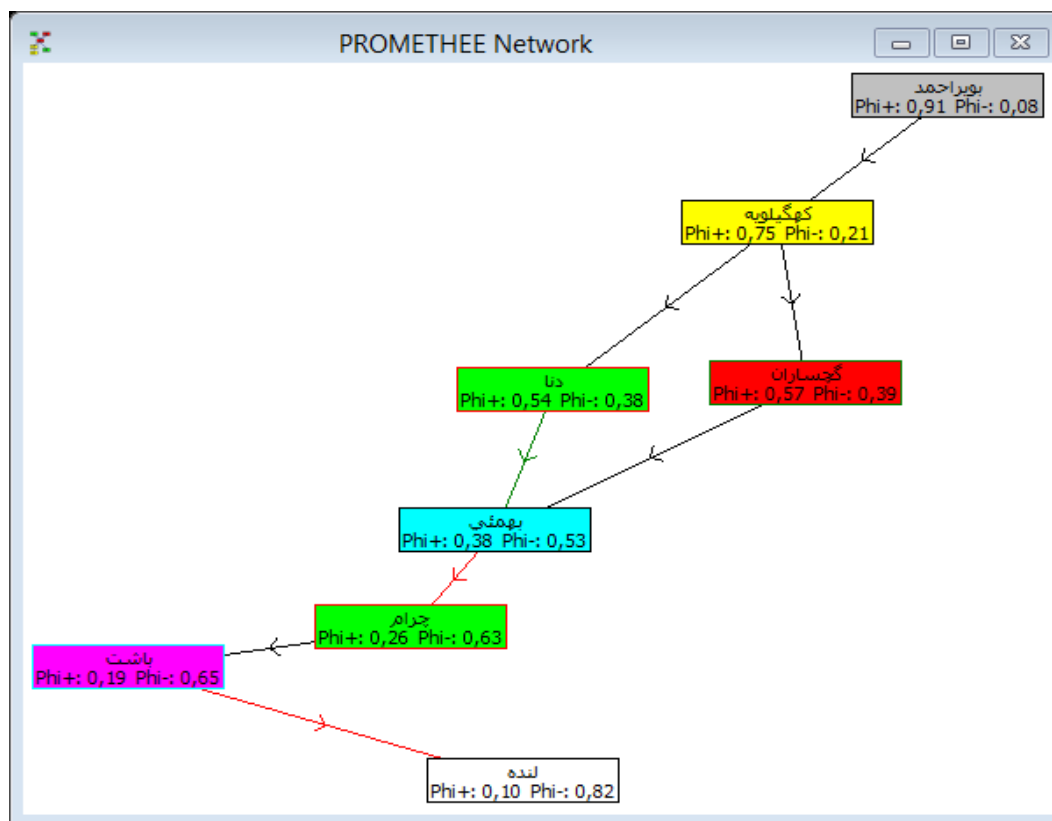 PROMETHEE Network
بویراحمد
Phi+: 0,91 Phi-: 0,08
کهگیلویه
Phi+: 0,75 Phi-: 0,21
دنا
Phi+: 0,54 Phi-: 0,38
گچساران
Phi+: 0,57 Phi-: 0,39
بهمئی
Phi+: 0,38 Phi-: 0,53
چرام
Phi+: 0,26 Phi-: 0,63
باشت
Phi+: 0,19 Phi-: 0,65
لنده
Phi+: 0,10 Phi-: 0,82